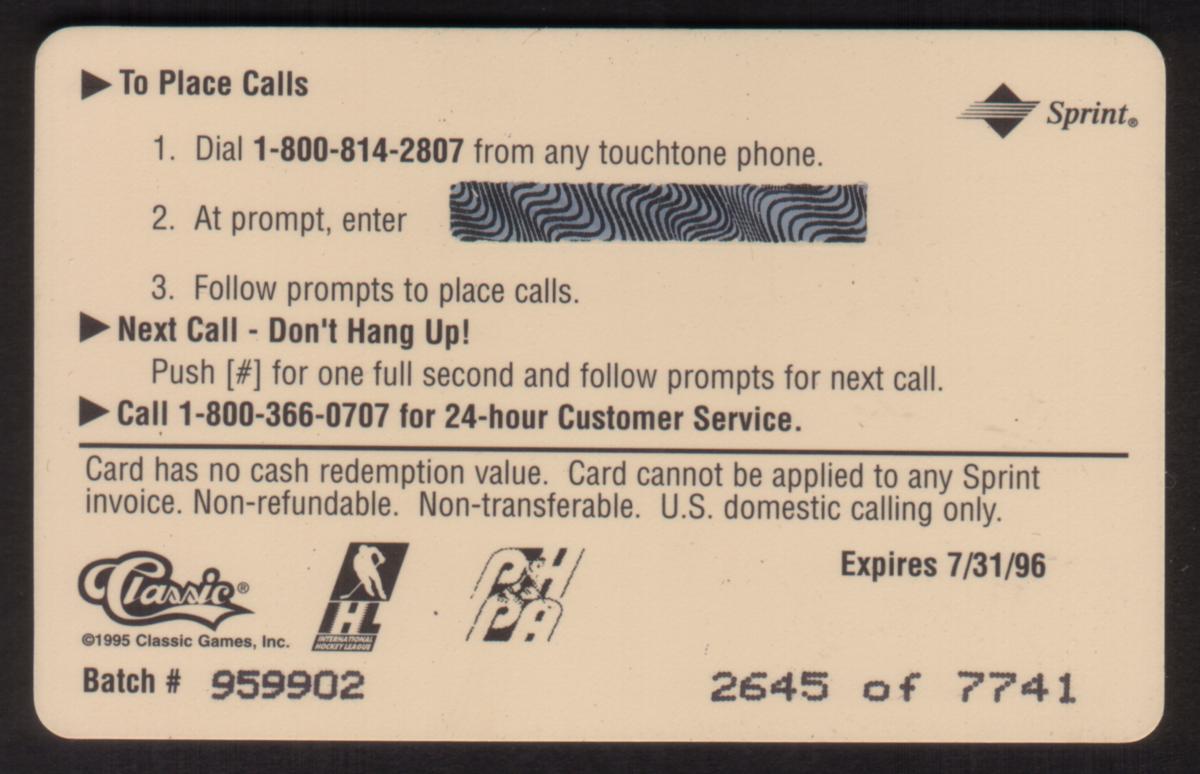 ▶ To Place Calls
Sprint®
1. Dial 1-800-814-2807 from any touchtone phone.
2. At prompt, enter
3. Follow prompts to place calls.
▶ Next Call - Don't Hang Up!
Push [#] for one full second and follow prompts for next call.
▶ Call 1-800-366-0707 for 24-hour Customer Service.
Card has no cash redemption value. Card cannot be applied to any Sprint
invoice. Non-refundable. Non-transferable. U.S. domestic calling only.
Expires 7/31/96
Classic®
©1995 Classic Games, Inc.
IHL
INTERNATIONAL
HOCKEY LEAGUE
P&H
PA
Batch # 959902
2645 of 7741